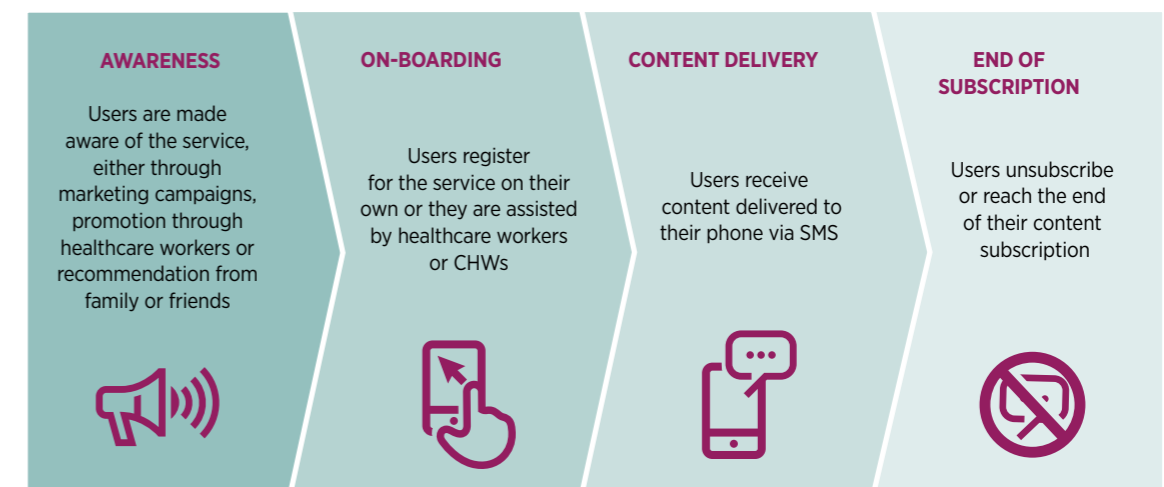 AWARENESS
Users are made
aware of the service,
either through
marketing campaigns,
promotion through
healthcare workers or
recommendation from
family or friends
ON-BOARDING
Users register
for the service on their
own or they are assisted
by healthcare workers
or CHWs
CONTENT DELIVERY
Users receive
content delivered to
their phone via SMS
END OF
SUBSCRIPTION
Users unsubscribe
or reach the end
of their content
subscription